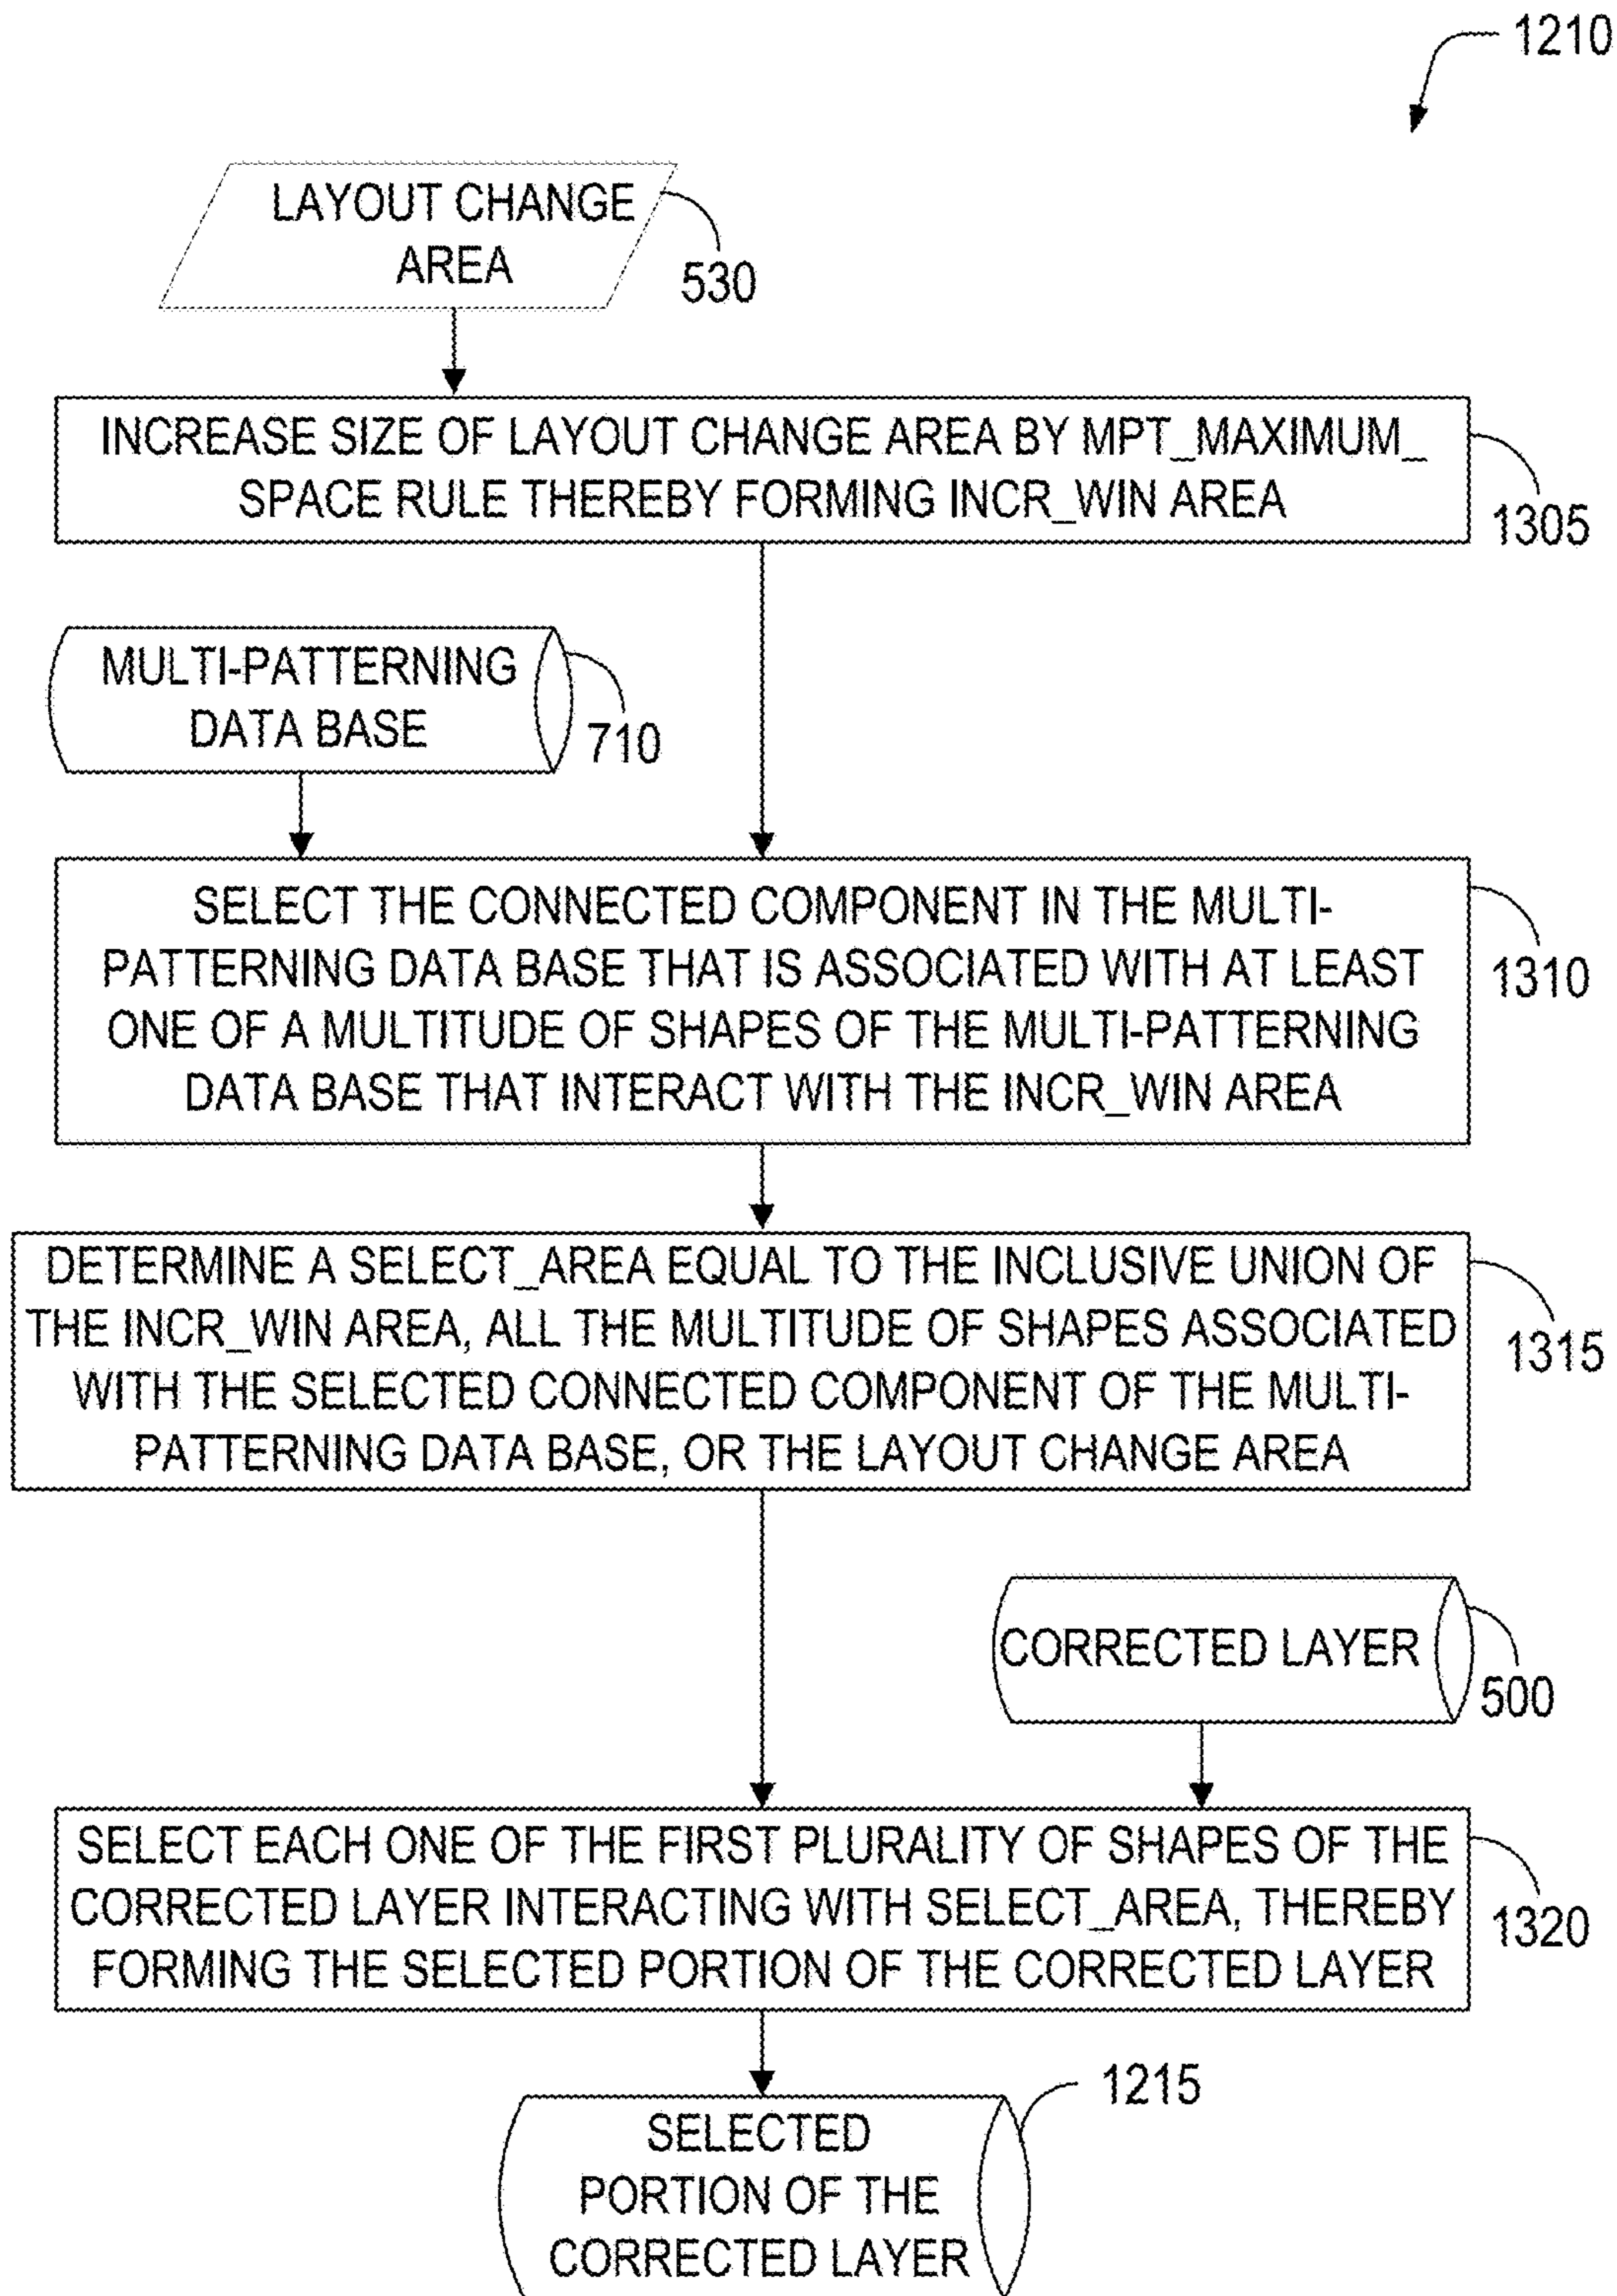 1210
LAYOUT CHANGE
AREA
530
INCREASE SIZE OF LAYOUT CHANGE AREA BY MPT_MAXIMUM_
SPACE RULE THEREBY FORMING INCR_WIN AREA
1305
MULTI-PATTERNING
DATA BASE
710
SELECT THE CONNECTED COMPONENT IN THE MULTI-
PATTERNING DATA BASE THAT IS ASSOCIATED WITH AT LEAST
ONE OF A MULTITUDE OF SHAPES OF THE MULTI-PATTERNING
DATA BASE THAT INTERACT WITH THE INCR_WIN AREA
1310
DETERMINE A SELECT_AREA EQUAL TO THE INCLUSIVE UNION OF
THE INCR_WIN AREA, ALL THE MULTITUDE OF SHAPES ASSOCIATED
WITH THE SELECTED CONNECTED COMPONENT OF THE MULTI-
PATTERNING DATA BASE, OR THE LAYOUT CHANGE AREA
1315
CORRECTED LAYER
500
SELECT EACH ONE OF THE FIRST PLURALITY OF SHAPES OF THE
CORRECTED LAYER INTERACTING WITH SELECT_AREA, THEREBY
FORMING THE SELECTED PORTION OF THE CORRECTED LAYER
1320
1215
SELECTED
PORTION OF THE
CORRECTED LAYER